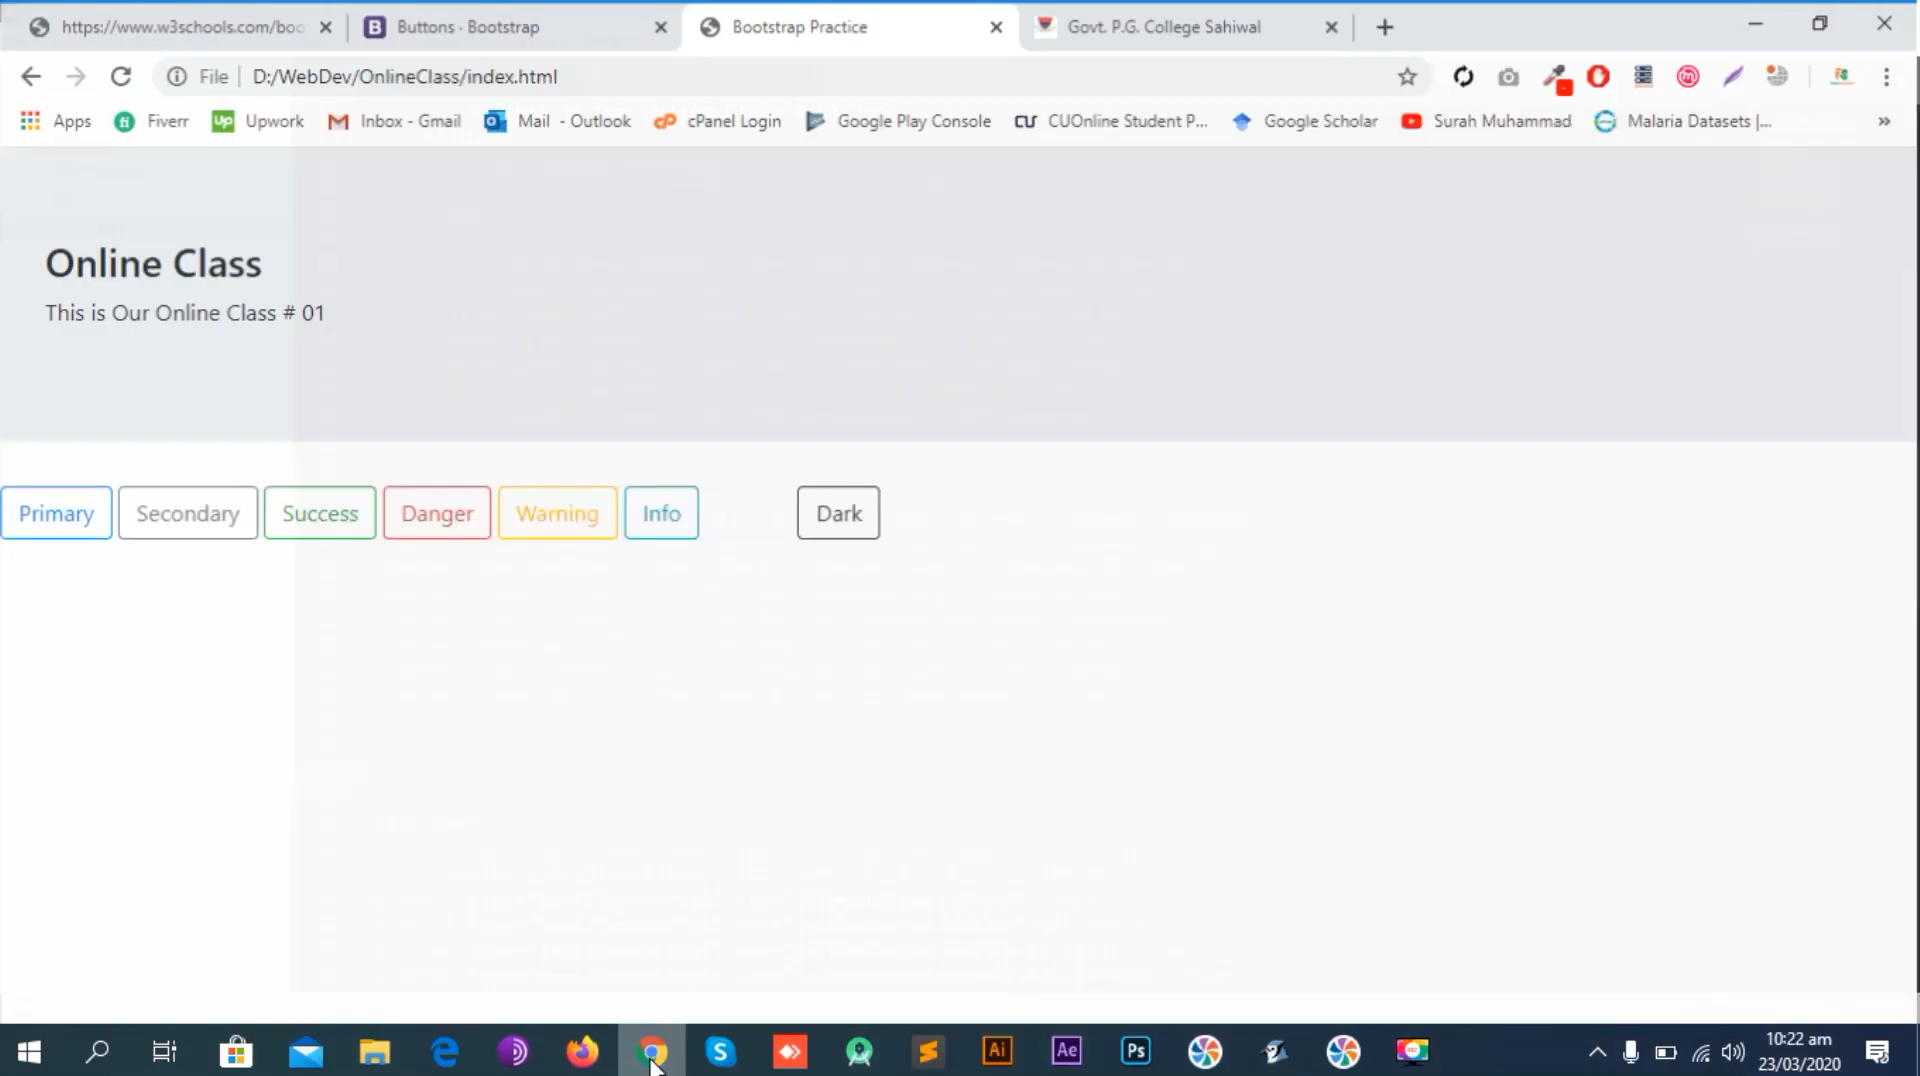 https://www.w3schools.com/boo
Buttons · Bootstrap
Bootstrap Practice
Govt. P.G. College Sahiwal
File
D:/WebDev/OnlineClass/index.html
Apps
Fiverr
Upwork
Inbox - Gmail
Mail - Outlook
cPanel Login
Google Play Console
CUOnline Student P...
Google Scholar
Surah Muhammad
Malaria Datasets |...
»
Online Class
This is Our Online Class # 01
Primary
Secondary
Success
Danger
Warning
Info
Dark
Ai
Ae
Ps
10:22 am
23/03/2020